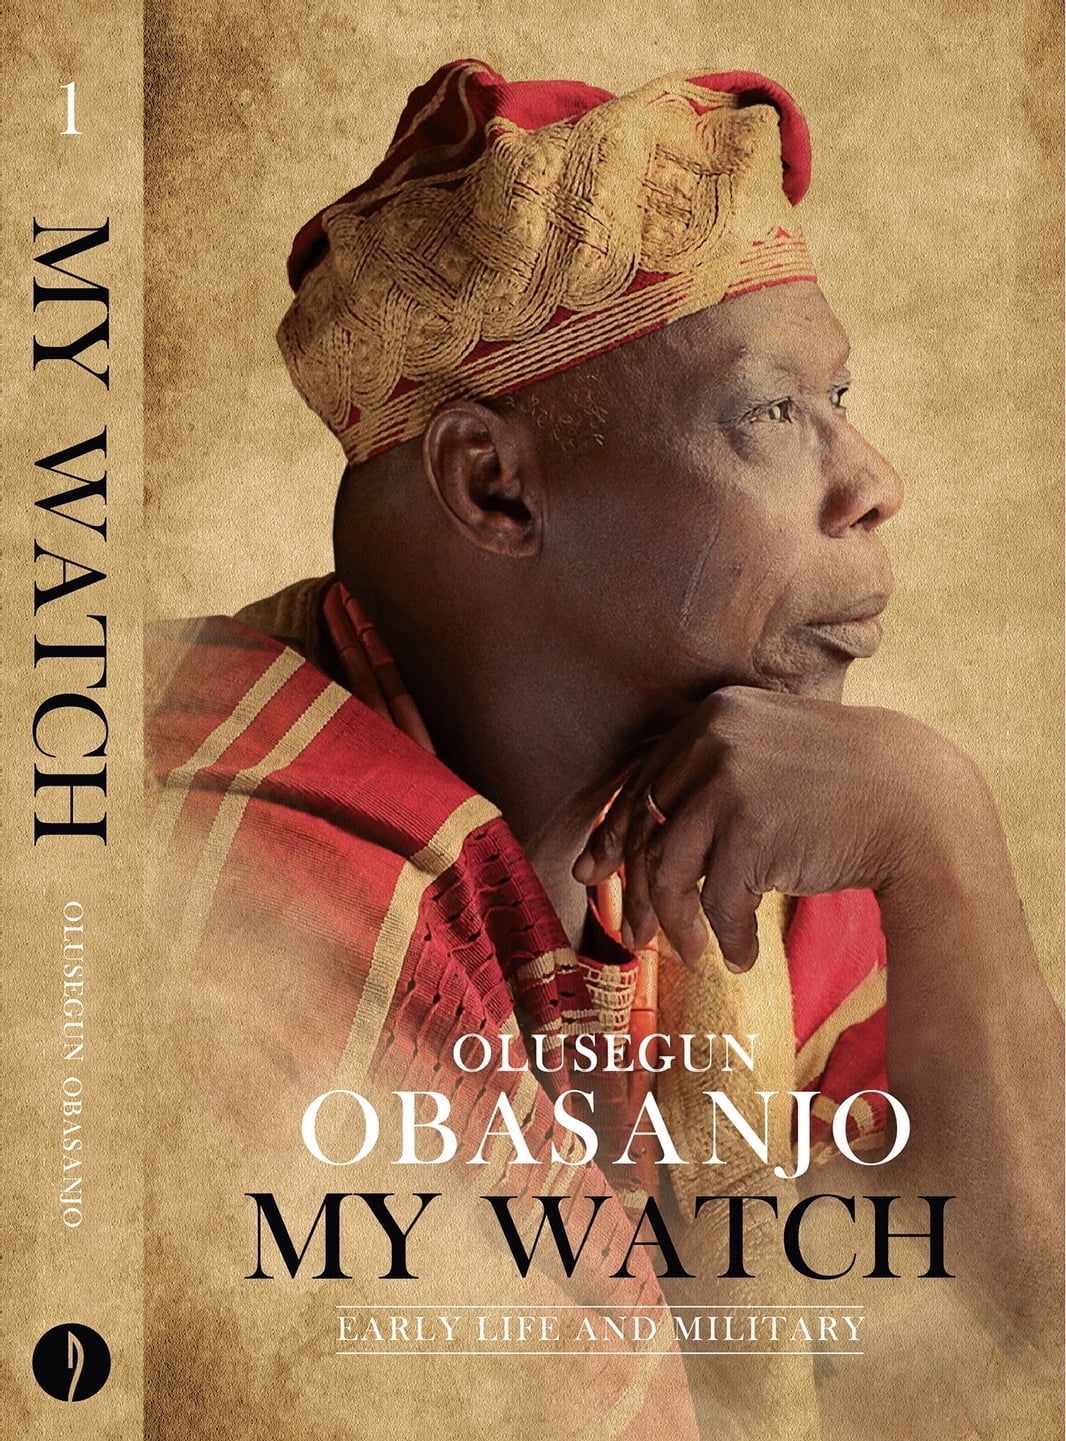 1
MY WATCH
OLUSEGUN OBASANJO
OLUSEGUN
OBASANJO
MY WATCH
EARLY LIFE AND MILITARY